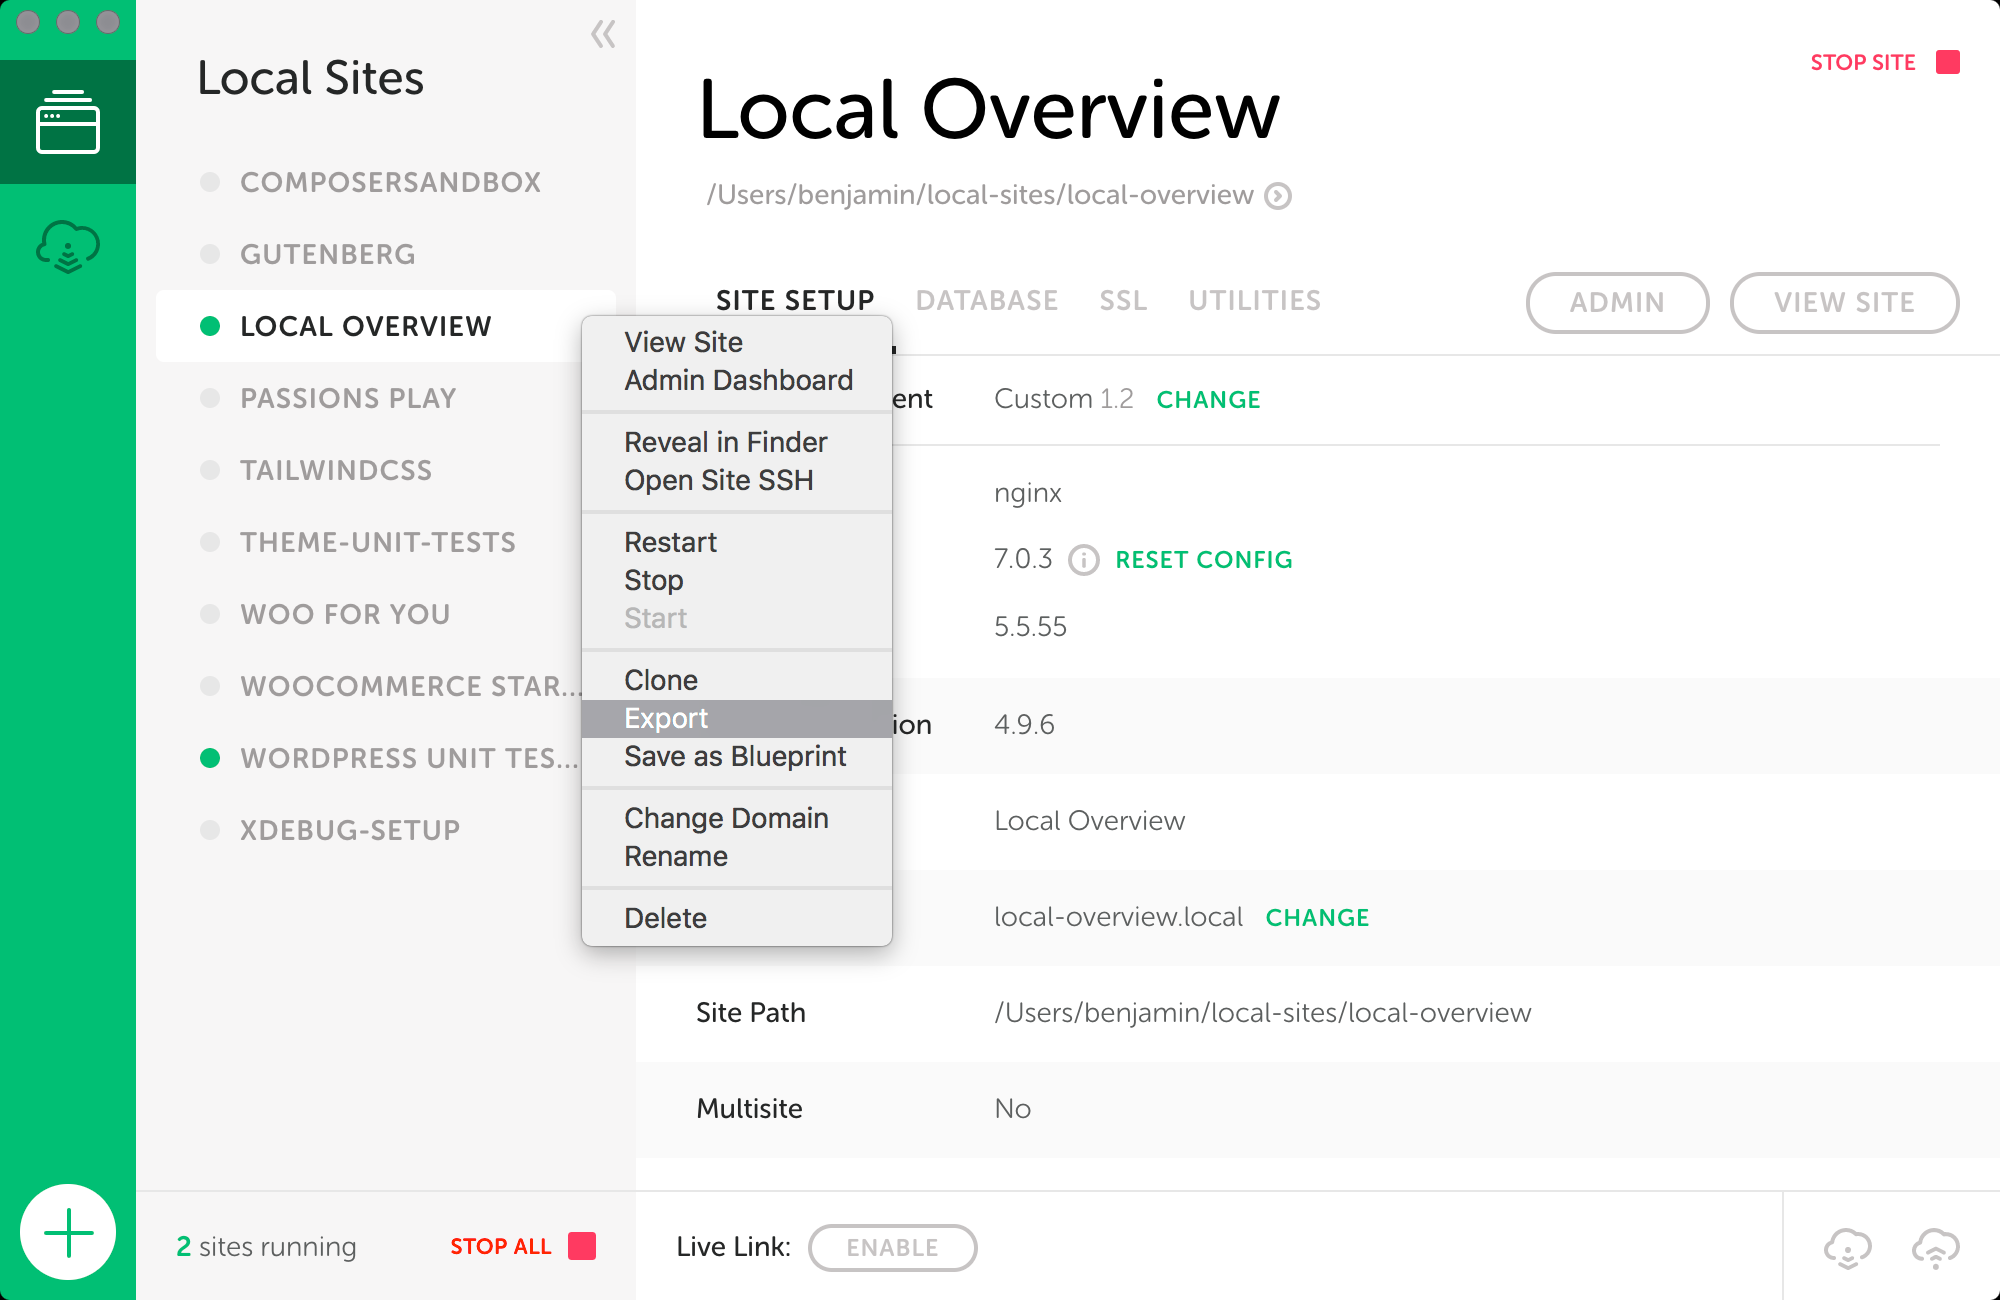 Local Sites
COMPOSERSANDBOX
GUTENBERG
LOCAL OVERVIEW
PASSIONS PLAY
TAILWINDCSS
THEME-UNIT-TESTS
WOO FOR YOU
WOOCOMMERCE STAR...
WORDPRESS UNIT TES...
XDEBUG-SETUP
2 sites running
STOP ALL
STOP SITE
Local Overview
/Users/benjamin/local-sites/local-overview
SITE SETUP DATABASE SSL UTILITIES
ADMIN VIEW SITE
View Site
Admin Dashboard
Reveal in Finder
Open Site SSH
Restart
Stop
Start
Clone
Export
Save as Blueprint
Change Domain
Rename
Delete
ent Custom 1.2 CHANGE
nginx
7.0.3 RESET CONFIG
5.5.55
ion 4.9.6
Local Overview
local-overview.local CHANGE
Site Path /Users/benjamin/local-sites/local-overview
Multisite No
Live Link: ENABLE